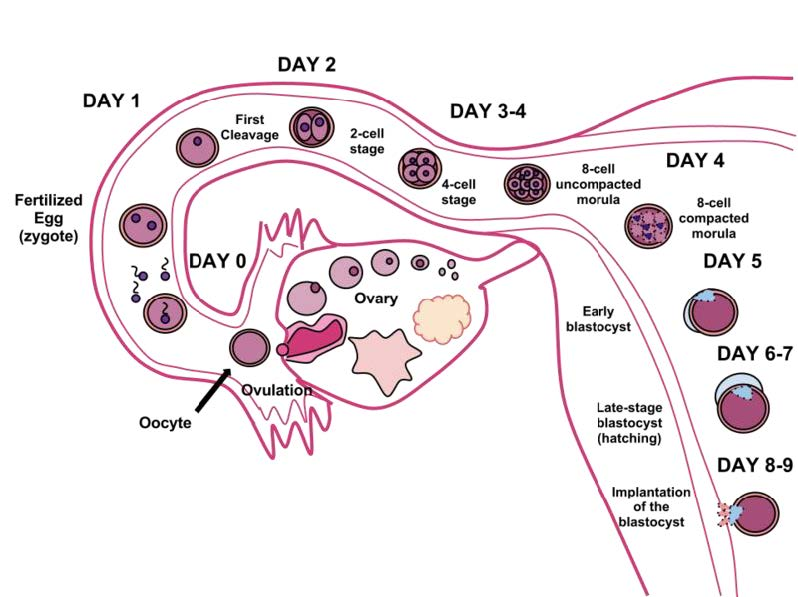 DAY 2
DAY 1
DAY 3-4
First
Cleavage
2-cell
stage
DAY 4
4-cell
stage
8-cell
uncompacted
morula
Fertilized
Egg
(zygote)
8-cell
compacted
morula
DAY 0
DAY 5
Ovary
Early
blastocyst
DAY 6-7
Ovulation
Oocyte
Late-stage
blastocyst
(hatching)
DAY 8-9
Implantation
of the
blastocyst